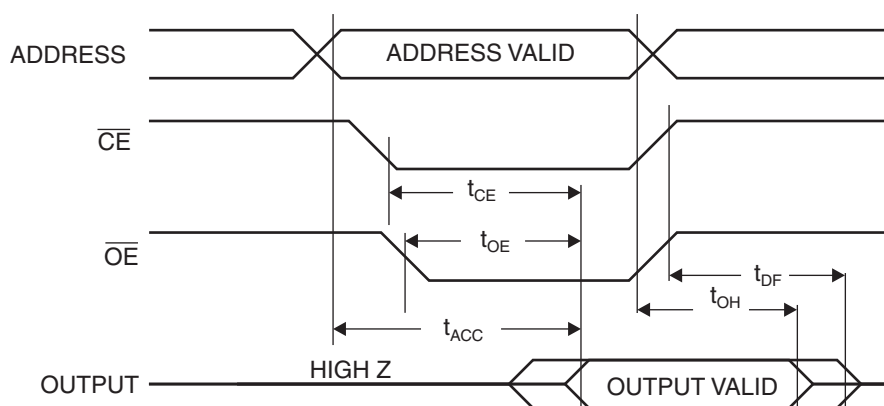 ADDRESS
ADDRESS VALID
CE
tCE
OE
tOE
tDF
tOH
tACC
HIGH Z
OUTPUT
OUTPUT VALID